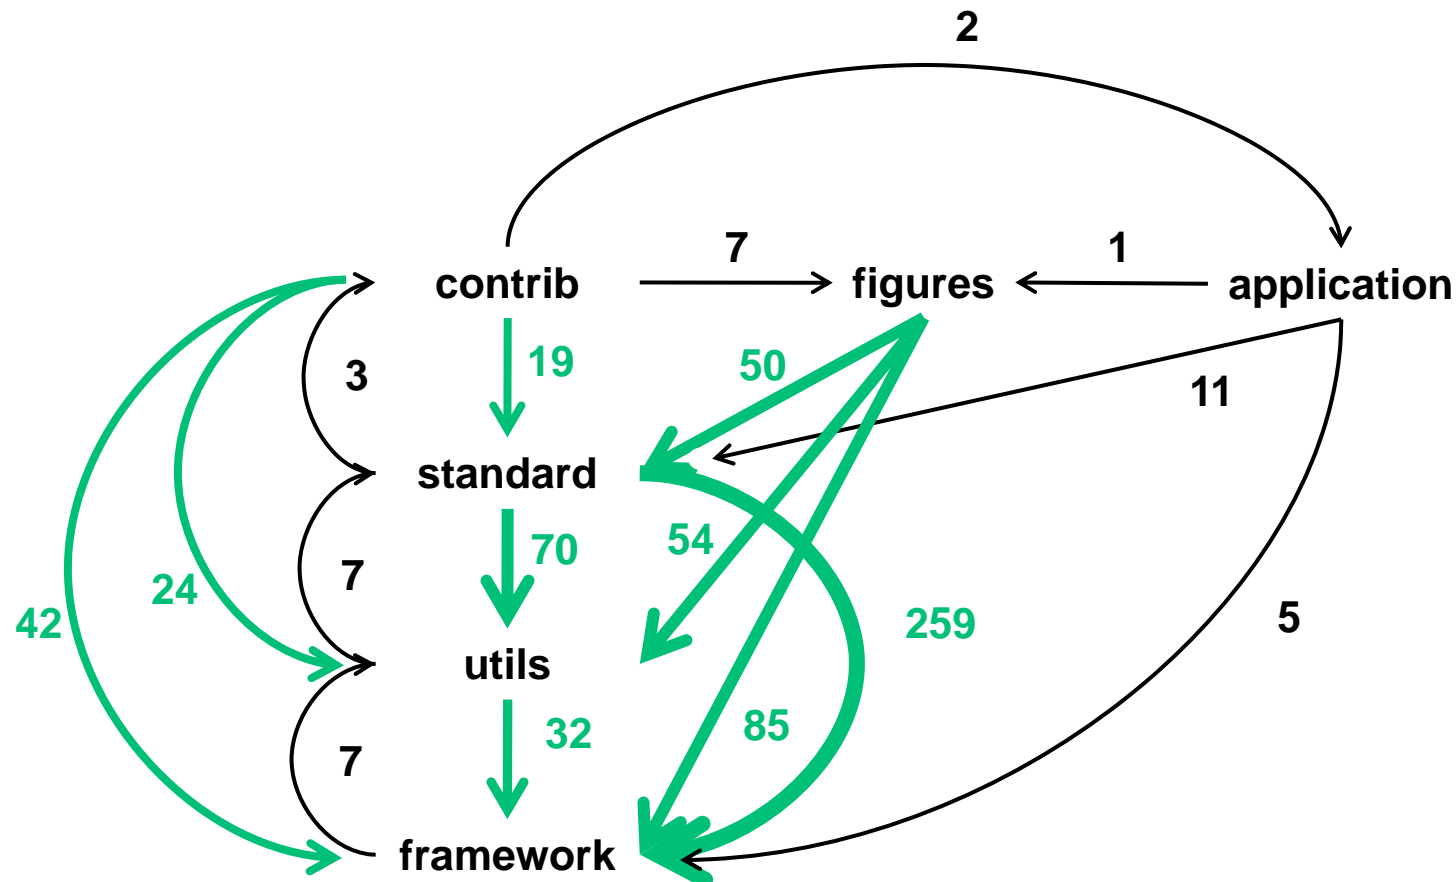 2
7
1
contrib
figures
application
19
50
3
11
standard
70
54
7
24
42
259
5
utils
32
85
7
framework